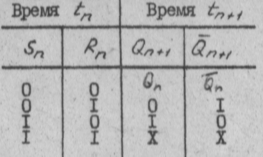 Время tn Время tn+1
Sn Rn Qn+1 Q̅n+1
0 0 Qn Q̅n
0 I 0 I
I 0 I 0
I I X X